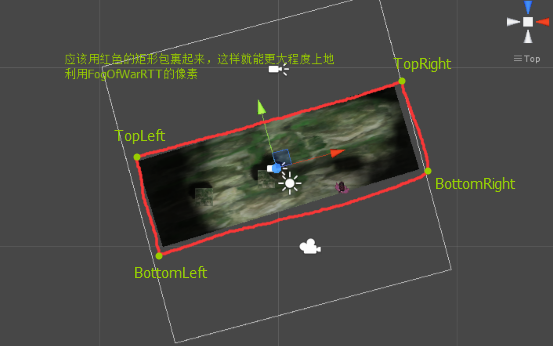 应该用红色的矩形包裹起来，这样就能更大程度上地
利用FogOfWarRTT的像素
TopRight
Top
TopLeft
BottomRight
BottomLeft